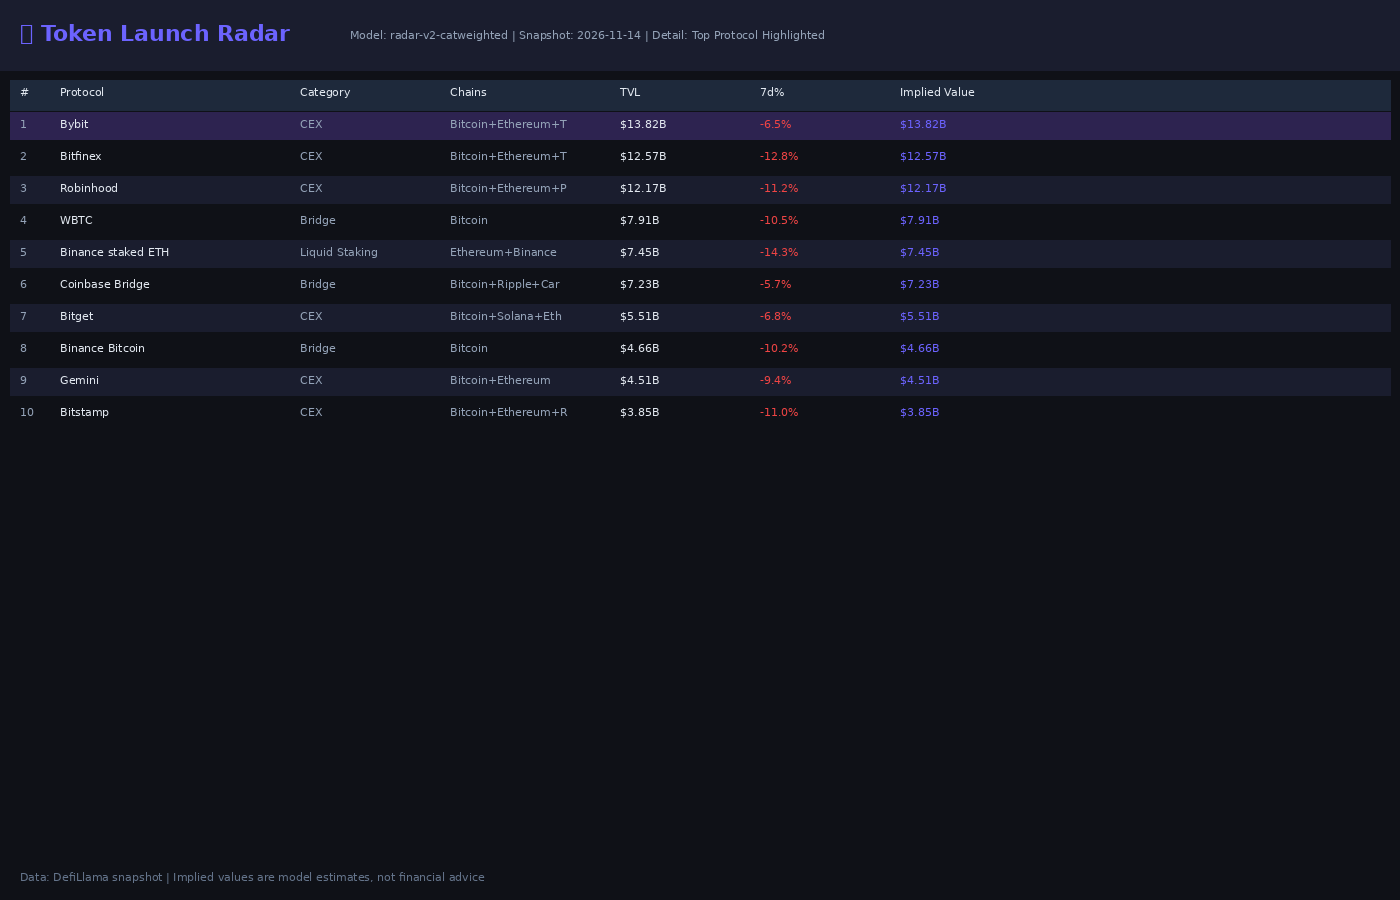 Token Launch Radar
Model: radar-v2-catweighted | Snapshot: 2026-11-14 | Detail: Top Protocol Highlighted
# Protocol Category Chains TVL 7d% Implied Value
1 Bybit CEX Bitcoin+Ethereum+T $13.82B -6.5% $13.82B
2 Bitfinex CEX Bitcoin+Ethereum+T $12.57B -12.8% $12.57B
3 Robinhood CEX Bitcoin+Ethereum+P $12.17B -11.2% $12.17B
4 WBTC Bridge Bitcoin $7.91B -10.5% $7.91B
5 Binance staked ETH Liquid Staking Ethereum+Binance $7.45B -14.3% $7.45B
6 Coinbase Bridge Bridge Bitcoin+Ripple+Car $7.23B -5.7% $7.23B
7 Bitget CEX Bitcoin+Solana+Eth $5.51B -6.8% $5.51B
8 Binance Bitcoin Bridge Bitcoin $4.66B -10.2% $4.66B
9 Gemini CEX Bitcoin+Ethereum $4.51B -9.4% $4.51B
10 Bitstamp CEX Bitcoin+Ethereum+R $3.85B -11.0% $3.85B
Data: DefiLlama snapshot | Implied values are model estimates, not financial advice